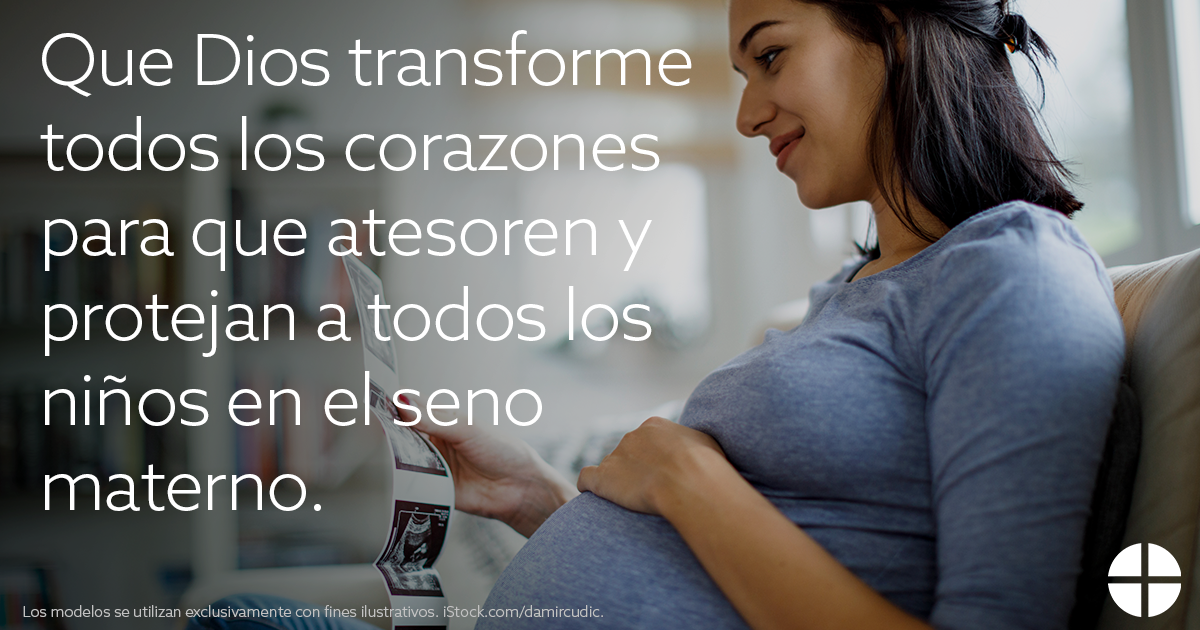 Que Dios transforme
todos los corazones
para que atesoren y
protejan a todos los
niños en el seno
materno.
Los modelos se utilizan exclusivamente con fines ilustrativos. iStock.com/damircudic.